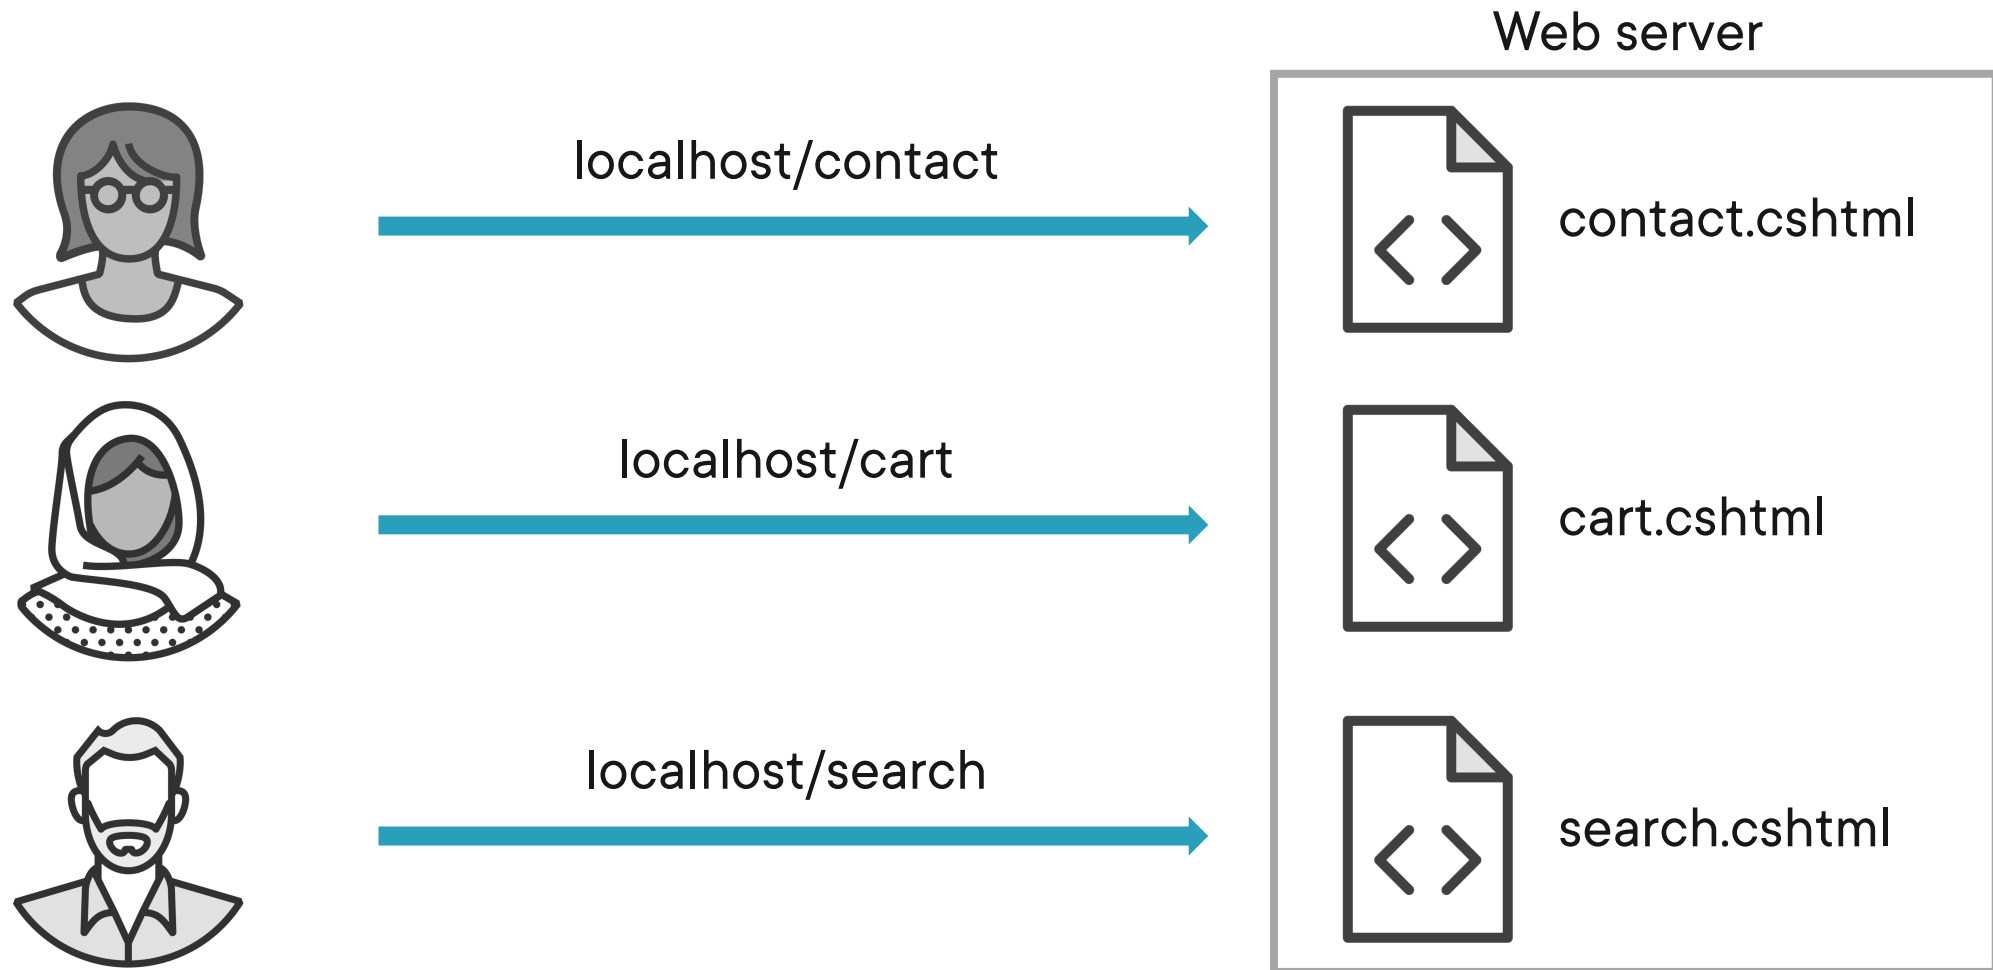 Web server
localhost/contact
contact.cshtml
localhost/cart
cart.cshtml
localhost/search
search.cshtml